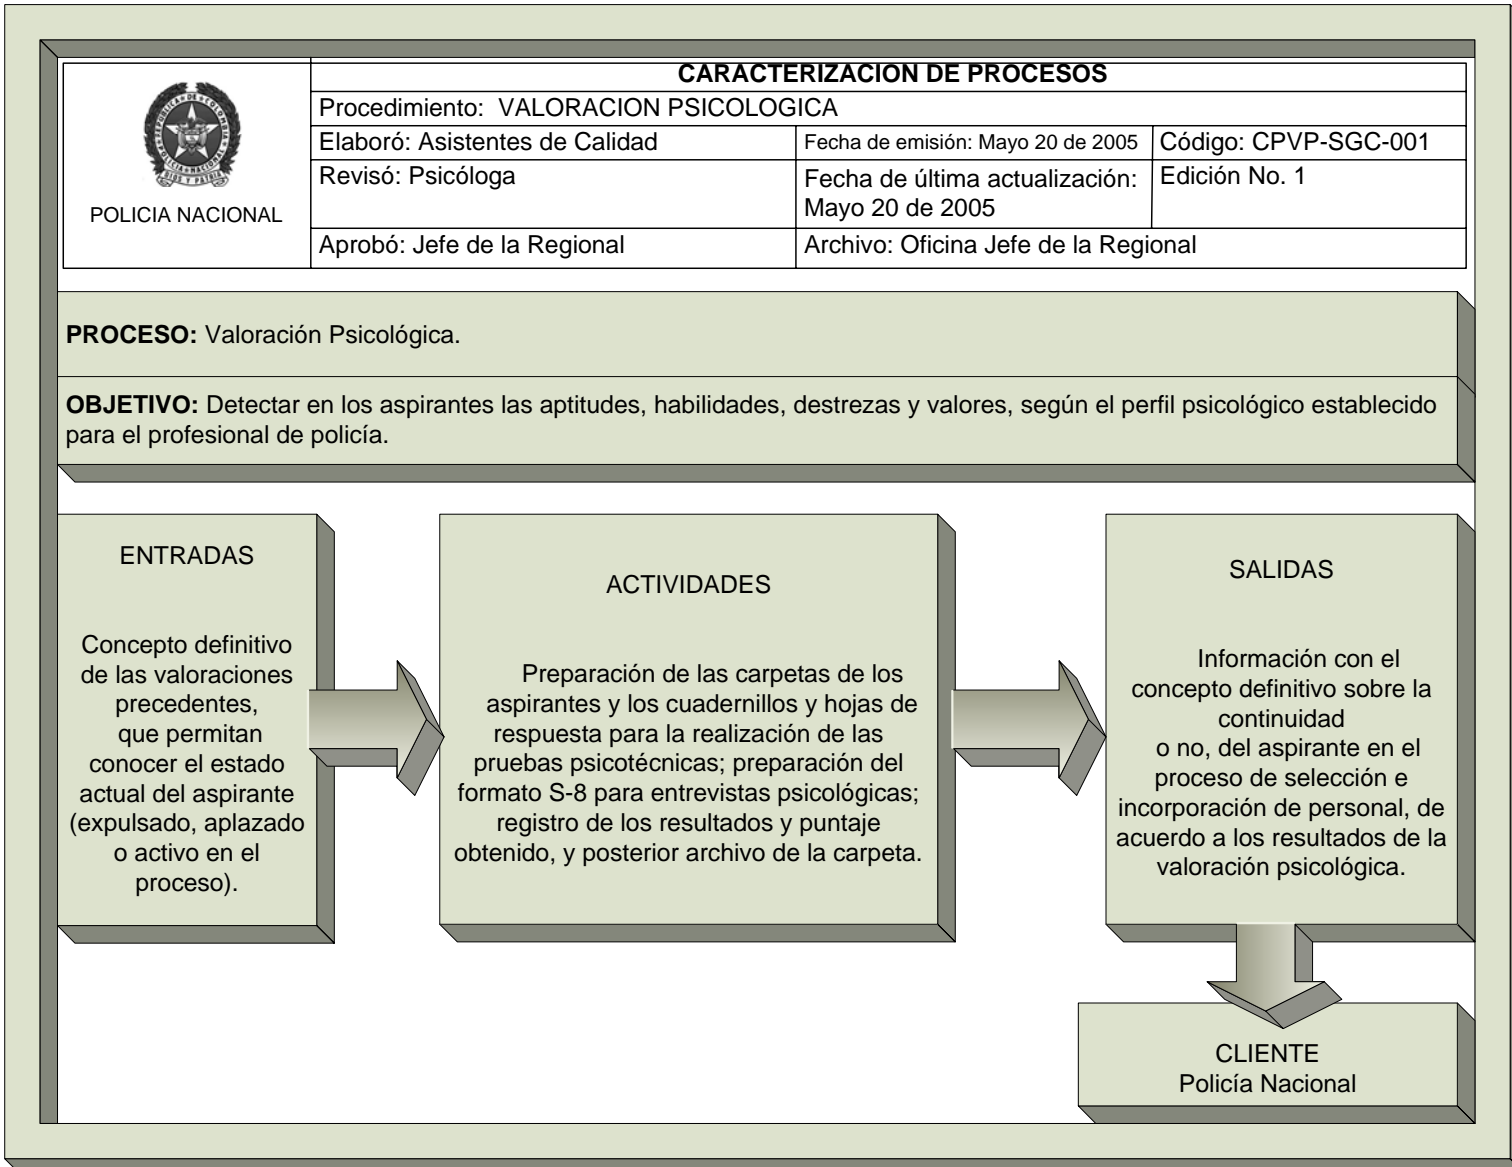 CARACTERIZACION DE PROCESOS
POLICIA NACIONAL
Procedimiento: VALORACION PSICOLOGICA
Elaboró: Asistentes de Calidad
Fecha de emisión: Mayo 20 de 2005
Código: CPVP-SGC-001
Revisó: Psicóloga
Fecha de última actualización:
Mayo 20 de 2005
Edición No. 1
Aprobó: Jefe de la Regional
Archivo: Oficina Jefe de la Regional
PROCESO: Valoración Psicológica.
OBJETIVO: Detectar en los aspirantes las aptitudes, habilidades, destrezas y valores, según el perfil psicológico establecido
para el profesional de policía.
ENTRADAS
Concepto definitivo
de las valoraciones
precedentes,
que permitan
conocer el estado
actual del aspirante
(expulsado, aplazado
o activo en el
proceso).
ACTIVIDADES
Preparación de las carpetas de los
aspirantes y los cuadernillos y hojas de
respuesta para la realización de las
pruebas psicotécnicas; preparación del
formato S-8 para entrevistas psicológicas;
registro de los resultados y puntaje
obtenido, y posterior archivo de la carpeta.
SALIDAS
Información con el
concepto definitivo sobre la
continuidad
o no, del aspirante en el
proceso de selección e
incorporación de personal, de
acuerdo a los resultados de la
valoración psicológica.
CLIENTE
Policía Nacional